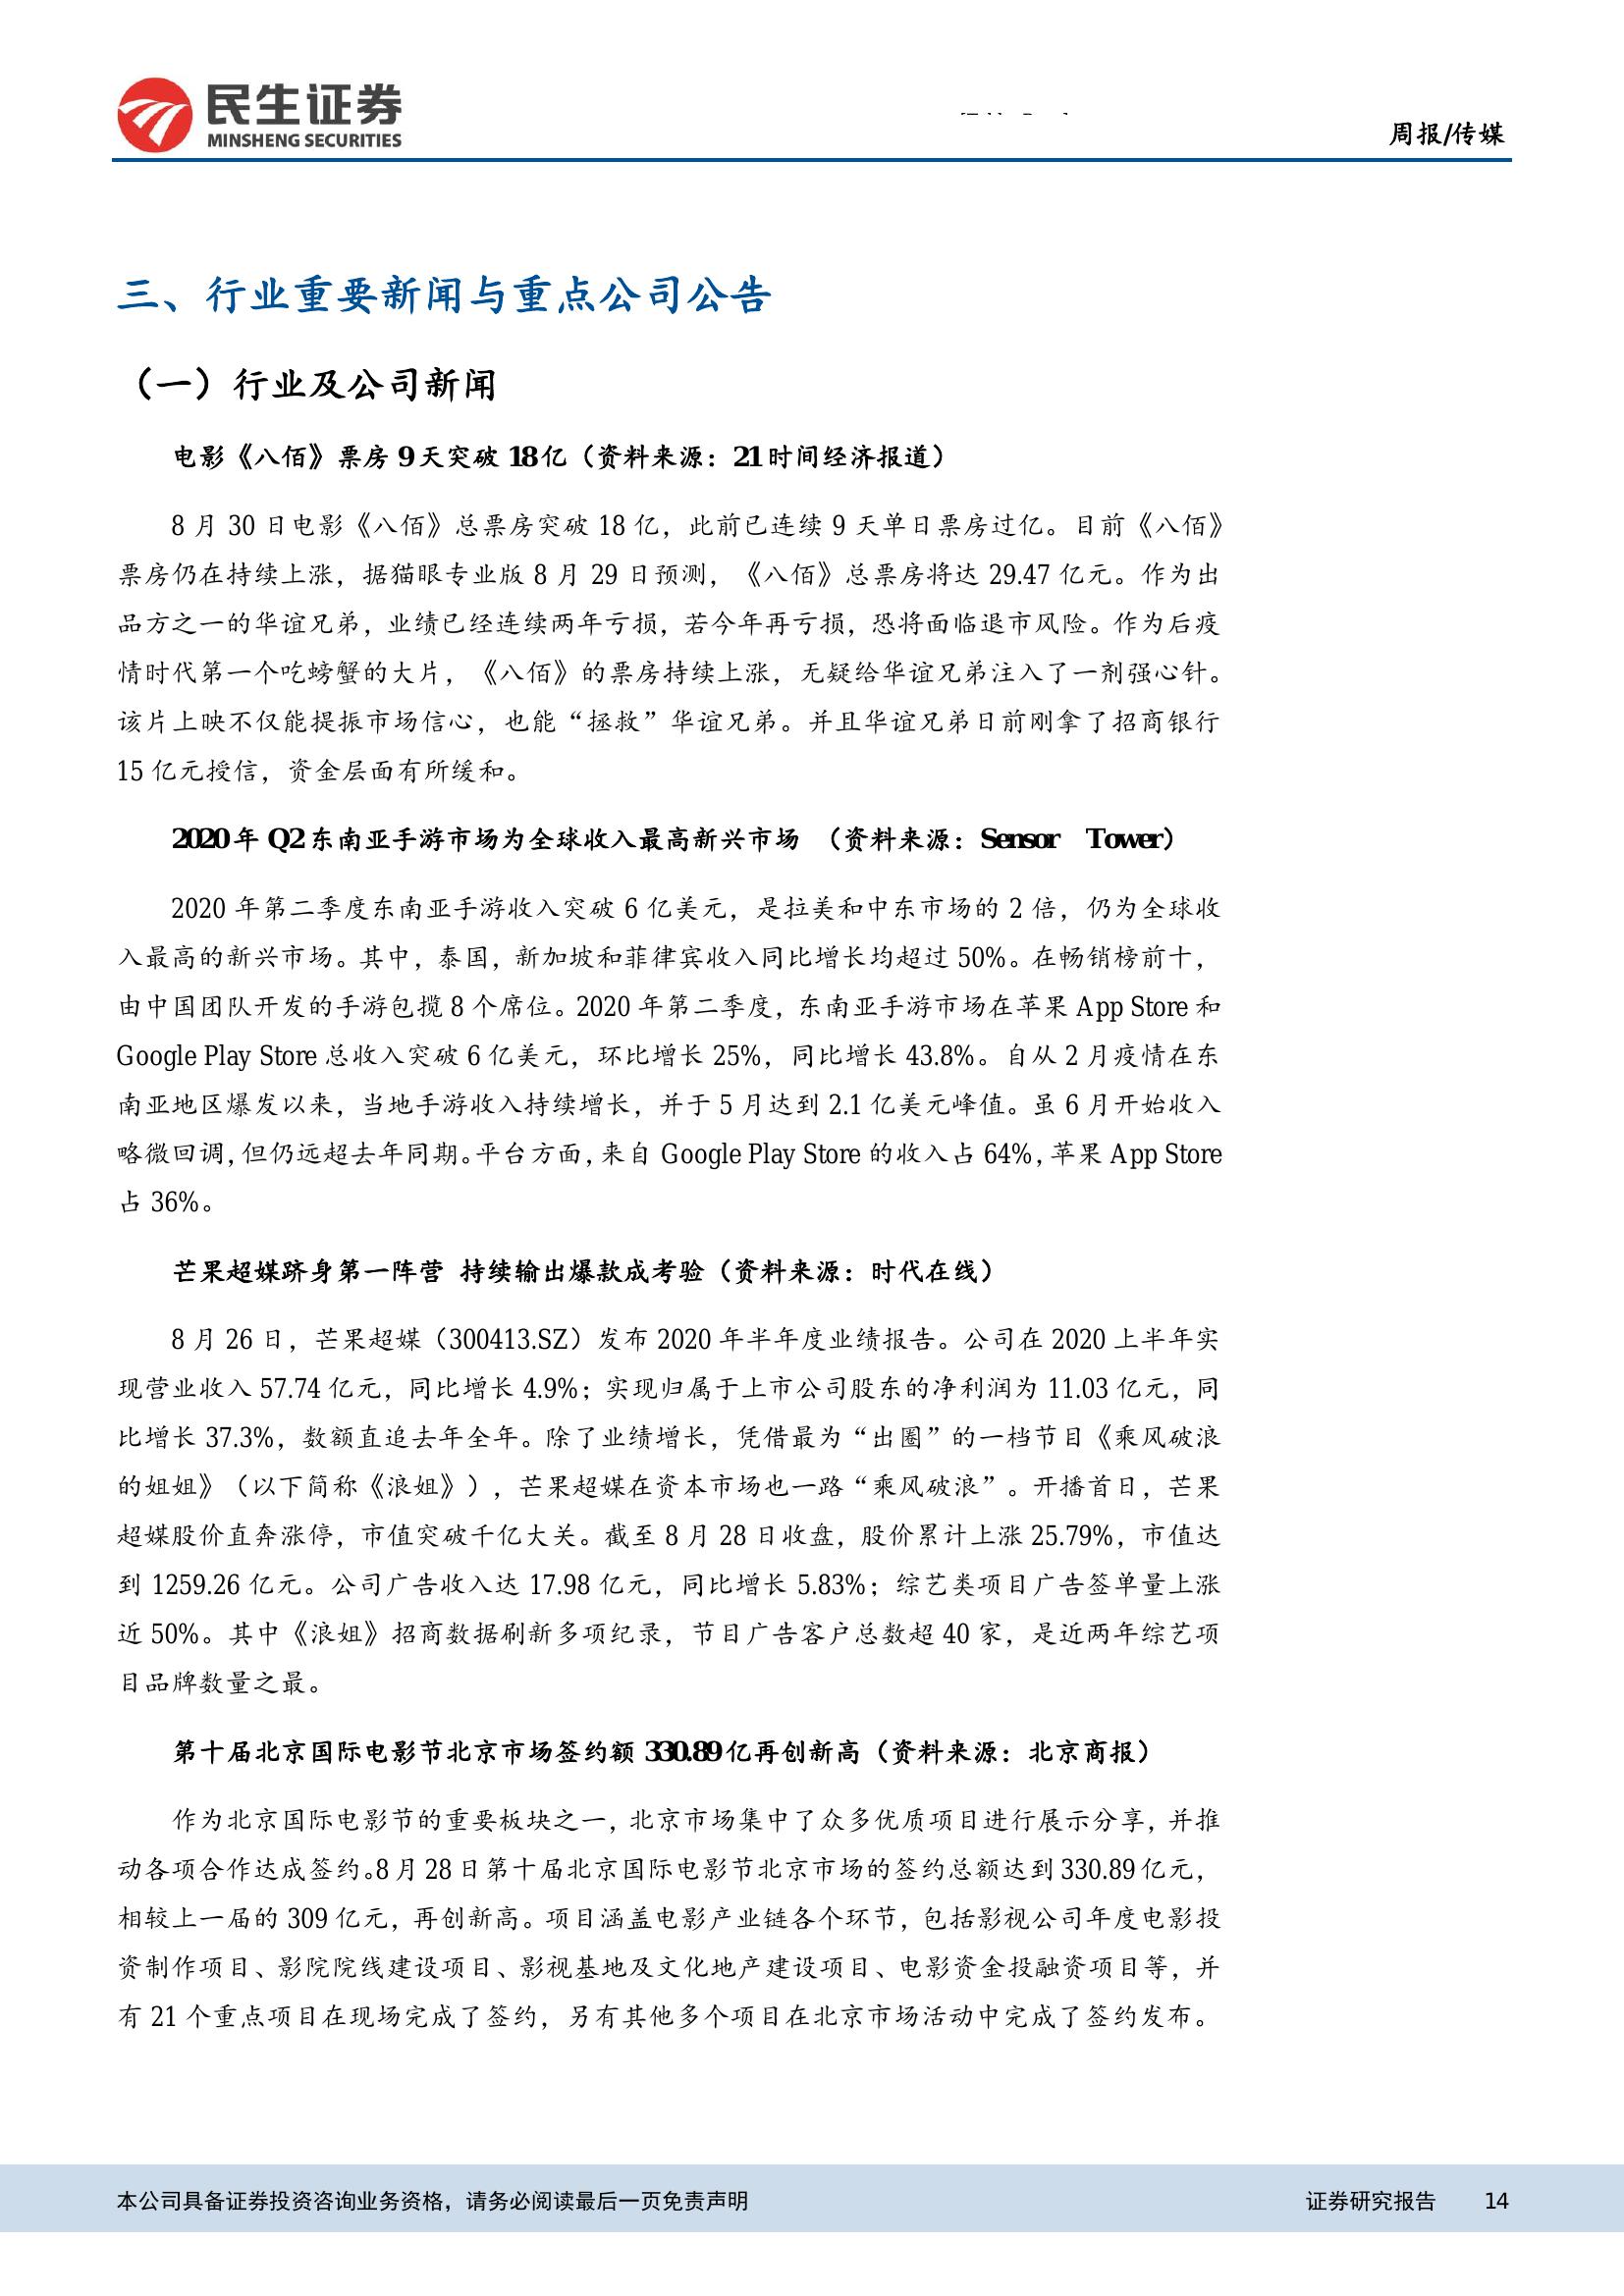 民生证券
MINSHENG SECURITIES
周报/传媒
三、行业重要新闻与重点公司公告
（一）行业及公司新闻
电影《八佰》票房 9 天突破 18 亿（资料来源：21 时间经济报道）
8 月 30 日电影《八佰》总票房突破 18 亿，此前已连续 9 天单日票房过亿。目前《八佰》
票房仍在持续上涨，据猫眼专业版 8 月 29 日预测，《八佰》总票房将达 29.47 亿元。作为出
品方之一的华谊兄弟，业绩已经连续两年亏损，若今年再亏损，恐将面临退市风险。作为后疫
情时代第一个吃螃蟹的大片，《八佰》的票房持续上涨，无疑给华谊兄弟注入了一剂强心针。
该片上映不仅能提振市场信心，也能“拯救”华谊兄弟。并且华谊兄弟日前刚拿了招商银行
15 亿元授信，资金层面有所缓和。
2020 年 Q2 东南亚手游市场为全球收入最高新兴市场 （资料来源：Sensor Tower）
2020 年第二季度东南亚手游收入突破 6 亿美元，是拉美和中东市场的 2 倍，仍为全球收
入最高的新兴市场。其中，泰国，新加坡和菲律宾收入同比增长均超过 50%。在畅销榜前十，
由中国团队开发的手游包揽 8 个席位。2020 年第二季度，东南亚手游市场在苹果 App Store 和
Google Play Store 总收入突破 6 亿美元，环比增长 25%，同比增长 43.8%。自从 2 月疫情在东
南亚地区爆发以来，当地手游收入持续增长，并于 5 月达到 2.1 亿美元峰值。虽 6 月开始收入
略微回调，但仍远超去年同期。平台方面，来自 Google Play Store 的收入占 64%，苹果 App Store
占 36%。
芒果超媒跻身第一阵营 持续输出爆款成考验（资料来源：时代在线）
8 月 26 日，芒果超媒（300413.SZ）发布 2020 年半年度业绩报告。公司在 2020 上半年实
现营业收入 57.74 亿元，同比增长 4.9%；实现归属于上市公司股东的净利润为 11.03 亿元，同
比增长 37.3%，数额直追去年全年。除了业绩增长，凭借最为“出圈”的一档节目《乘风破浪
的姐姐》（以下简称《浪姐》），芒果超媒在资本市场也一路“乘风破浪”。开播首日，芒果
超媒股价直奔涨停，市值突破千亿大关。截至 8 月 28 日收盘，股价累计上涨 25.79%，市值达
到 1259.26 亿元。公司广告收入达 17.98 亿元，同比增长 5.83%；综艺类项目广告签单量上涨
近 50%。其中《浪姐》招商数据刷新多项纪录，节目广告客户总数超 40 家，是近两年综艺项
目品牌数量之最。
第十届北京国际电影节北京市场签约额 330.89 亿再创新高（资料来源：北京商报）
作为北京国际电影节的重要板块之一，北京市场集中了众多优质项目进行展示分享，并推
动各项合作达成签约。8 月 28 日第十届北京国际电影节北京市场的签约总额达到 330.89 亿元，
相较上一届的 309 亿元，再创新高。项目涵盖电影产业链各个环节，包括影视公司年度电影投
资制作项目、影院院线建设项目、影视基地及文化地产建设项目、电影资金投融资项目等，并
有 21 个重点项目在现场完成了签约，另有其他多个项目在北京市场活动中完成了签约发布。
本公司具备证券投资咨询业务资格，请务必阅读最后一页免责声明
证券研究报告 14